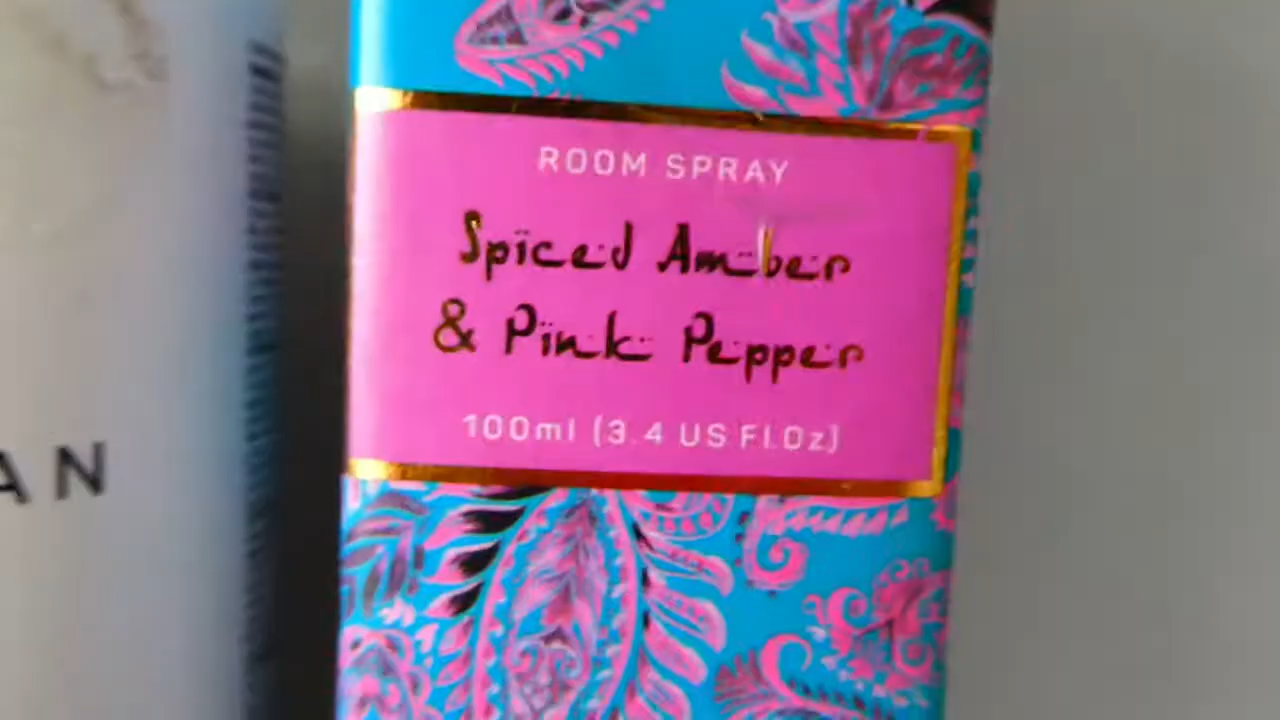 ROOM SPRAY
Spiced Amber
& Pink Pepper
100ml (3.4 US Fl.Oz)
AN